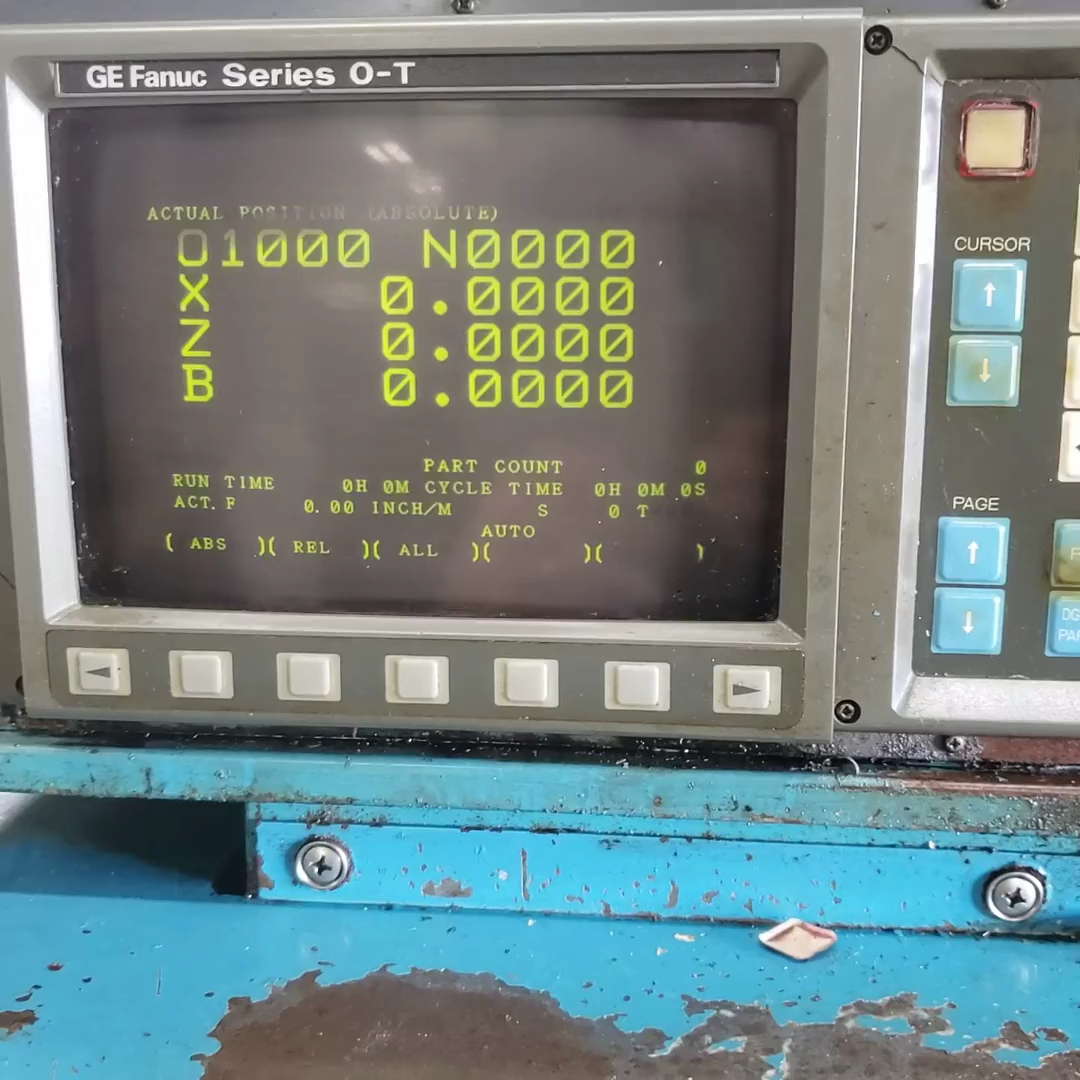 GE Fanuc Series O-T
ACTUAL POSITION (ABSOLUTE)
O1000 N0000
X 0.0000
Z 0.0000
B 0.0000
PART COUNT 0
RUN TIME 0H 0M CYCLE TIME 0H 0M 0S
ACT. F 0.00 INCH/M S 0 T
AUTO
( ABS )( REL )( ALL )( )( )
CURSOR
↑
↓
PAGE
↑
↓